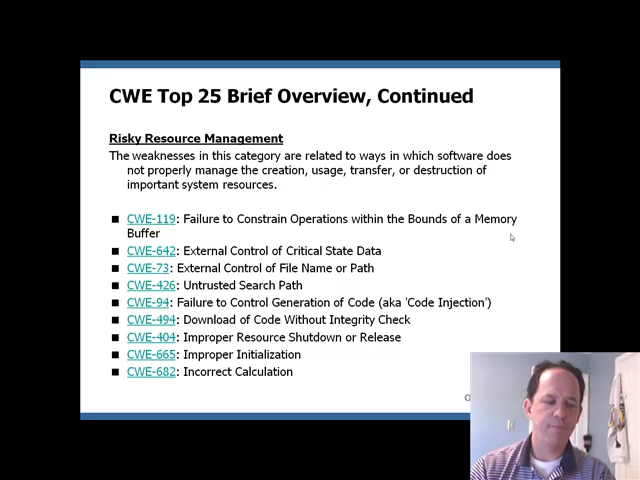 CWE Top 25 Brief Overview, Continued
Risky Resource Management
The weaknesses in this category are related to ways in which software does
not properly manage the creation, usage, transfer, or destruction of
important system resources.
CWE-119: Failure to Constrain Operations within the Bounds of a Memory
Buffer
CWE-642: External Control of Critical State Data
CWE-73: External Control of File Name or Path
CWE-426: Untrusted Search Path
CWE-94: Failure to Control Generation of Code (aka 'Code Injection')
CWE-494: Download of Code Without Integrity Check
CWE-404: Improper Resource Shutdown or Release
CWE-665: Improper Initialization
CWE-682: Incorrect Calculation